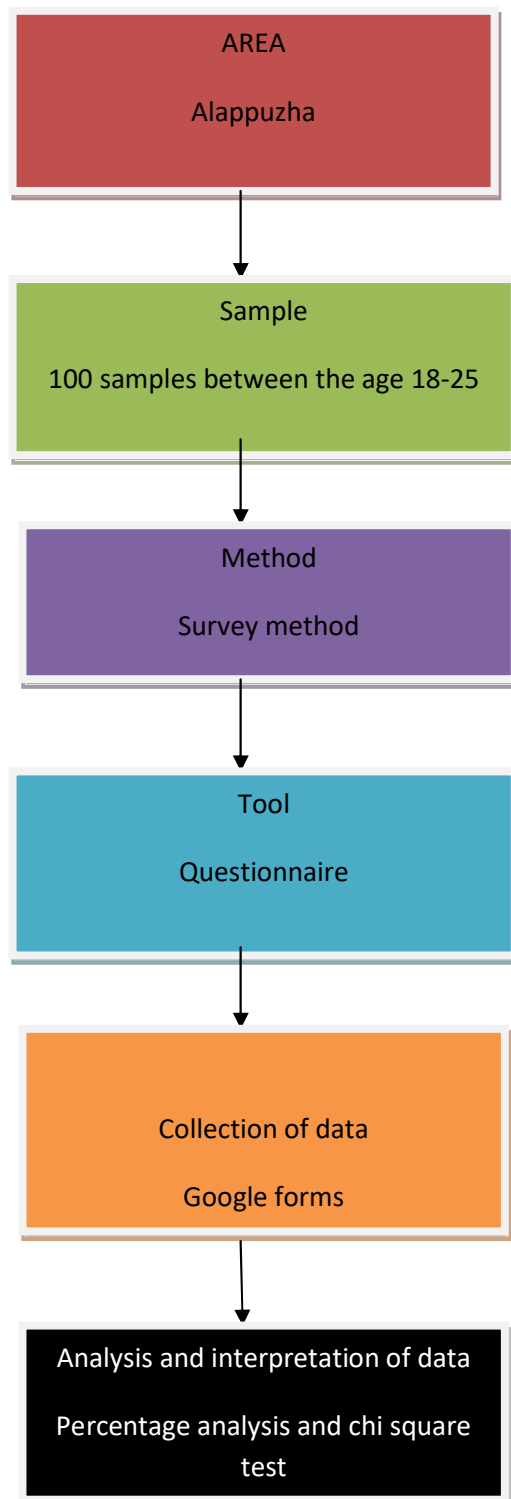 AREA
Alappuzha
Sample
100 samples between the age 18-25
Method
Survey method
Tool
Questionnaire
Collection of data
Google forms
Analysis and interpretation of data
Percentage analysis and chi square
test